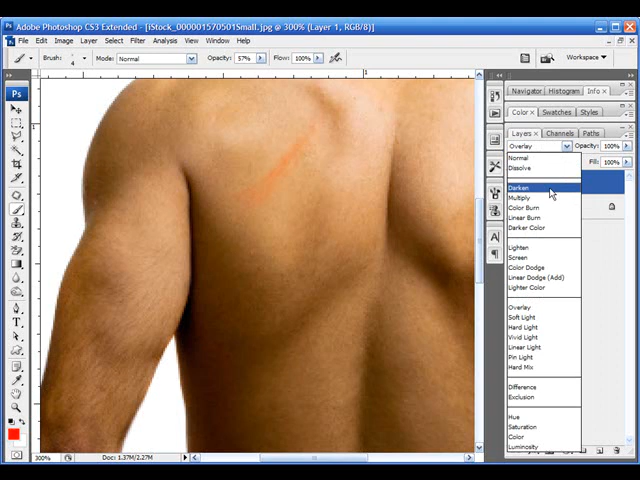 Adobe Photoshop CS3 Extended - [iStock_000001570501Small.jpg @ 300% (Layer 1, RGB/8)]
File Edit Image Layer Select Filter Analysis View Window Help
Brush: 4 Mode: Normal Opacity: 57% Flow: 100% Workspace
Ps
Navigator Histogram Info x
Color x Swatches Styles
Layers x Channels Paths
Overlay Opacity: 100%
Normal Fill: 100%
Dissolve
Darken
Multiply
Color Burn
Linear Burn
Darker Color
Lighten
Screen
Color Dodge
Linear Dodge (Add)
Lighter Color
Overlay
Soft Light
Hard Light
Vivid Light
Linear Light
Pin Light
Hard Mix
Difference
Exclusion
Hue
Saturation
Color
Luminosity
300% Doc: 1.37M/2.27M